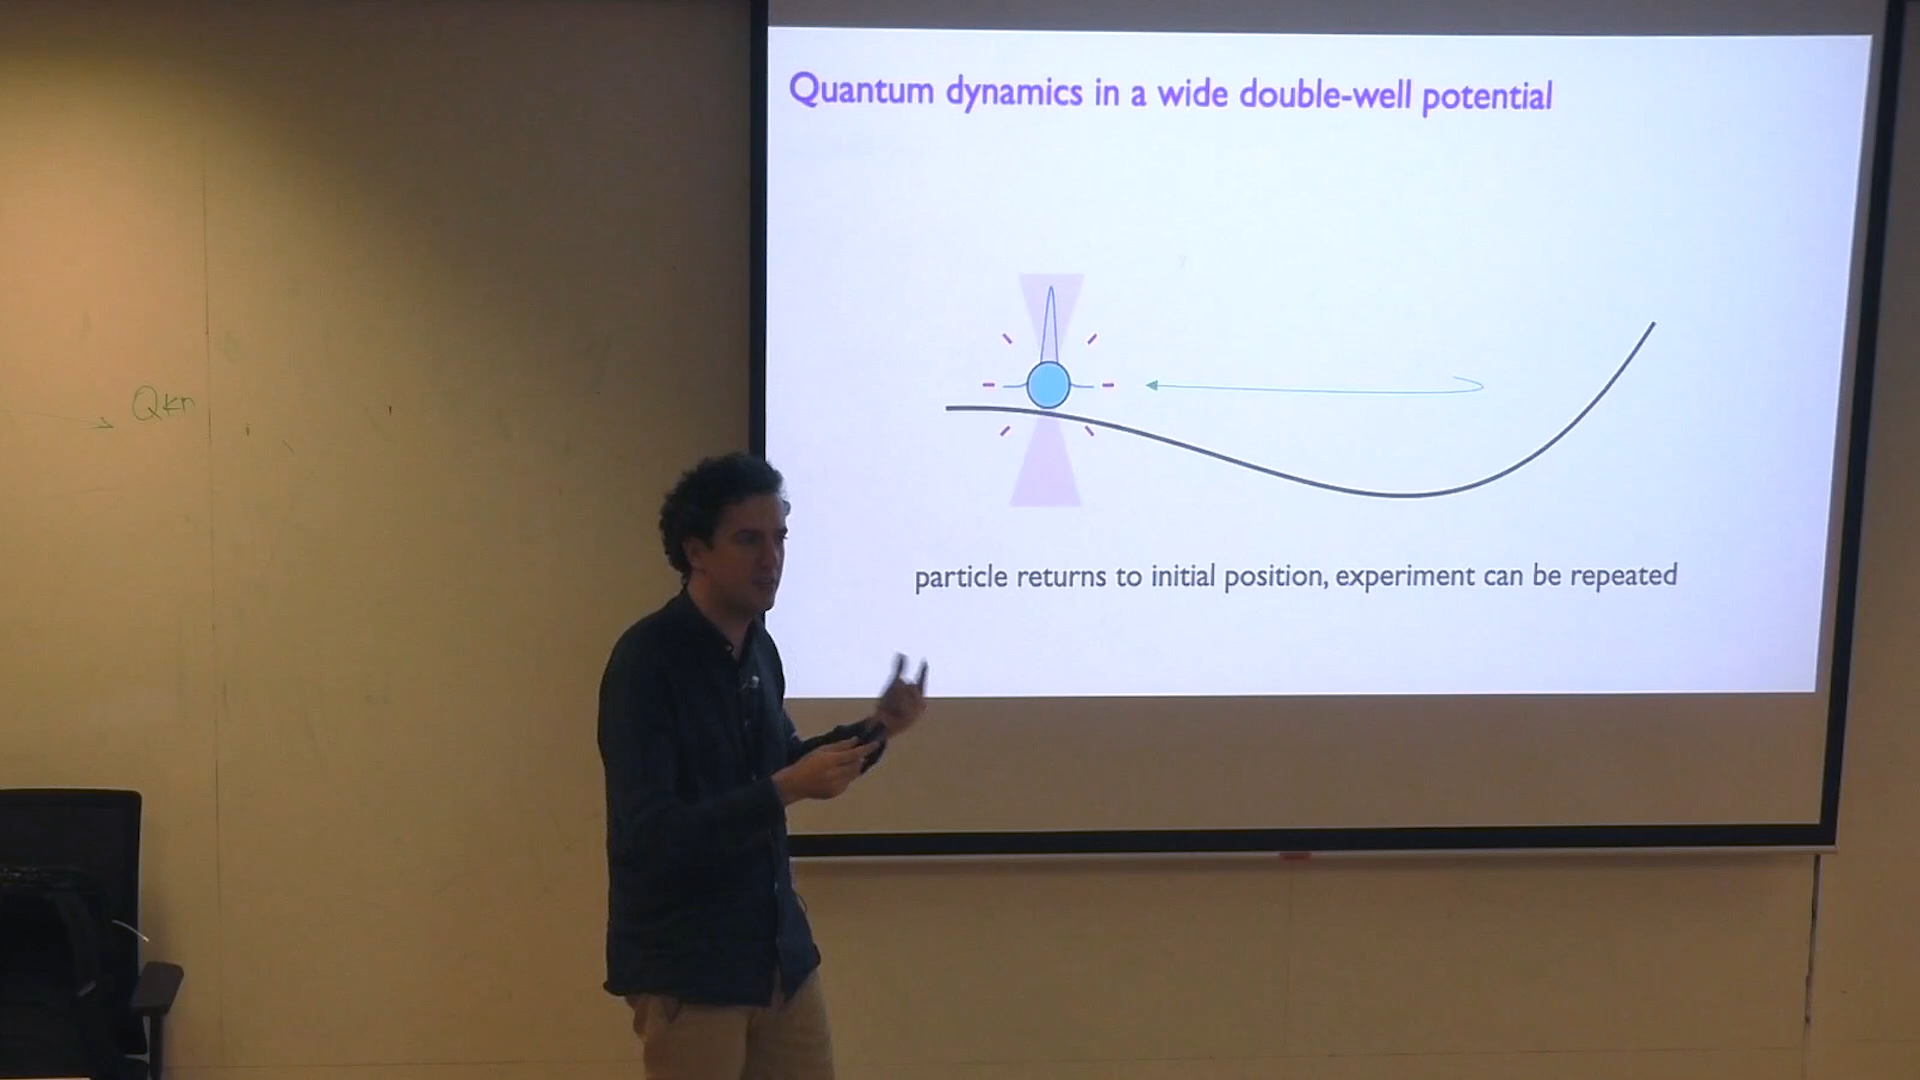 Quantum dynamics in a wide double-well potential
particle returns to initial position, experiment can be repeated